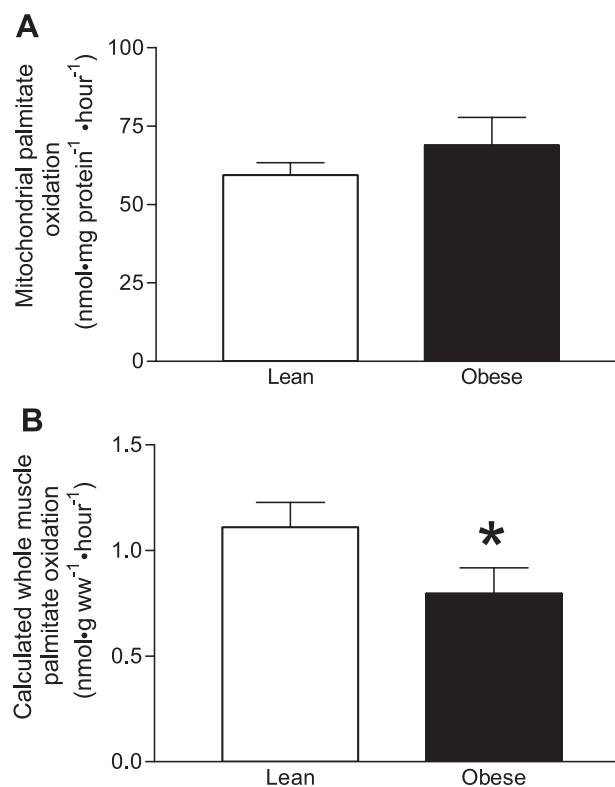 A
Mitochondrial palmitate
oxidation
(nmol•mg protein⁻¹ •hour⁻¹)
100
75
50
25
0
Lean Obese
B
Calculated whole muscle
palmitate oxidation
(nmol•g ww⁻¹•hour⁻¹)
1.5
1.0
0.5
0.0
*
Lean Obese